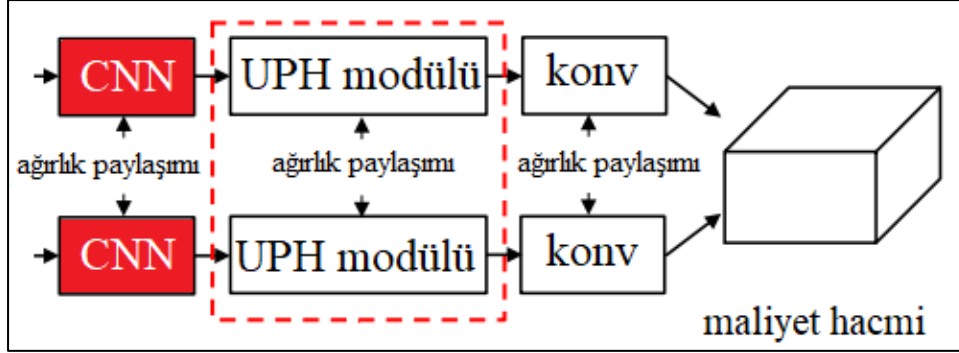 CNN
UPH modülü
konv
ağırlık paylaşımı
ağırlık paylaşımı
ağırlık paylaşımı
CNN
UPH modülü
konv
maliyet hacmi